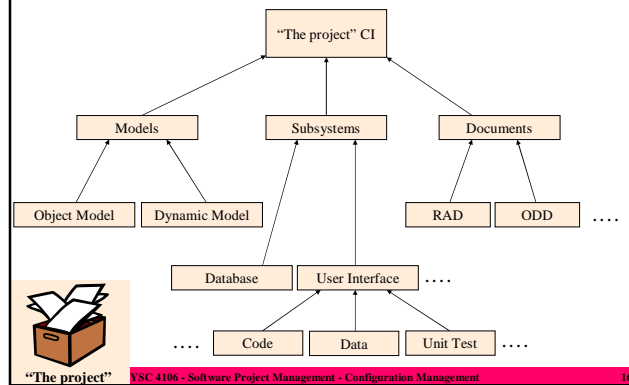 “The project” CI
Models
Subsystems
Documents
Object Model
Dynamic Model
RAD
ODD
....
Database
User Interface
....
....
Code
Data
Unit Test
....
“The project”
YSC 4106 - Software Project Management - Configuration Management